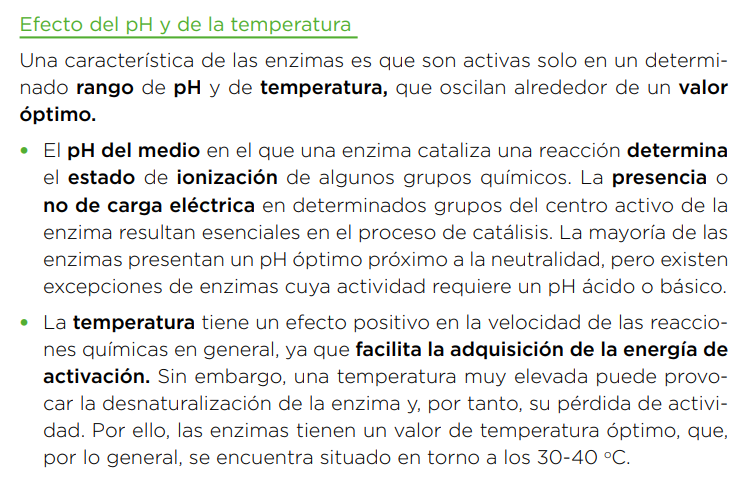 Efecto del pH y de la temperatura
Una característica de las enzimas es que son activas solo en un determi-
nado rango de pH y de temperatura, que oscilan alrededor de un valor
óptimo.
• El pH del medio en el que una enzima cataliza una reacción determina
el estado de ionización de algunos grupos químicos. La presencia o
no de carga eléctrica en determinados grupos del centro activo de la
enzima resultan esenciales en el proceso de catálisis. La mayoría de las
enzimas presentan un pH óptimo próximo a la neutralidad, pero existen
excepciones de enzimas cuya actividad requiere un pH ácido o básico.
• La temperatura tiene un efecto positivo en la velocidad de las reaccio-
nes químicas en general, ya que facilita la adquisición de la energía de
activación. Sin embargo, una temperatura muy elevada puede provo-
car la desnaturalización de la enzima y, por tanto, su pérdida de activi-
dad. Por ello, las enzimas tienen un valor de temperatura óptimo, que,
por lo general, se encuentra situado en torno a los 30-40 ºC.